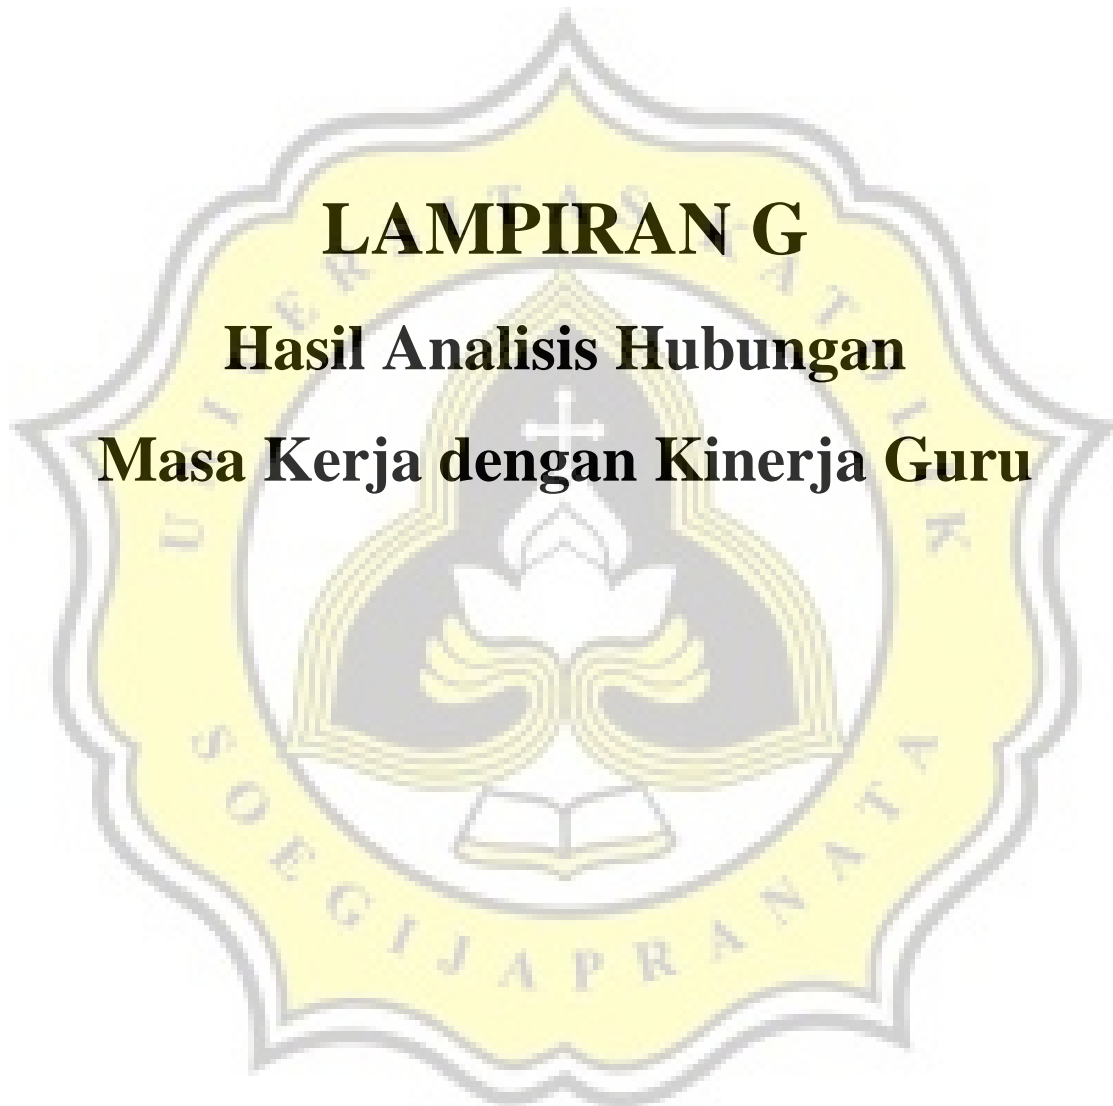 LAMPIRAN G
Hasil Analisis Hubungan
Masa Kerja dengan Kinerja Guru
SOEGIJAPRANATA